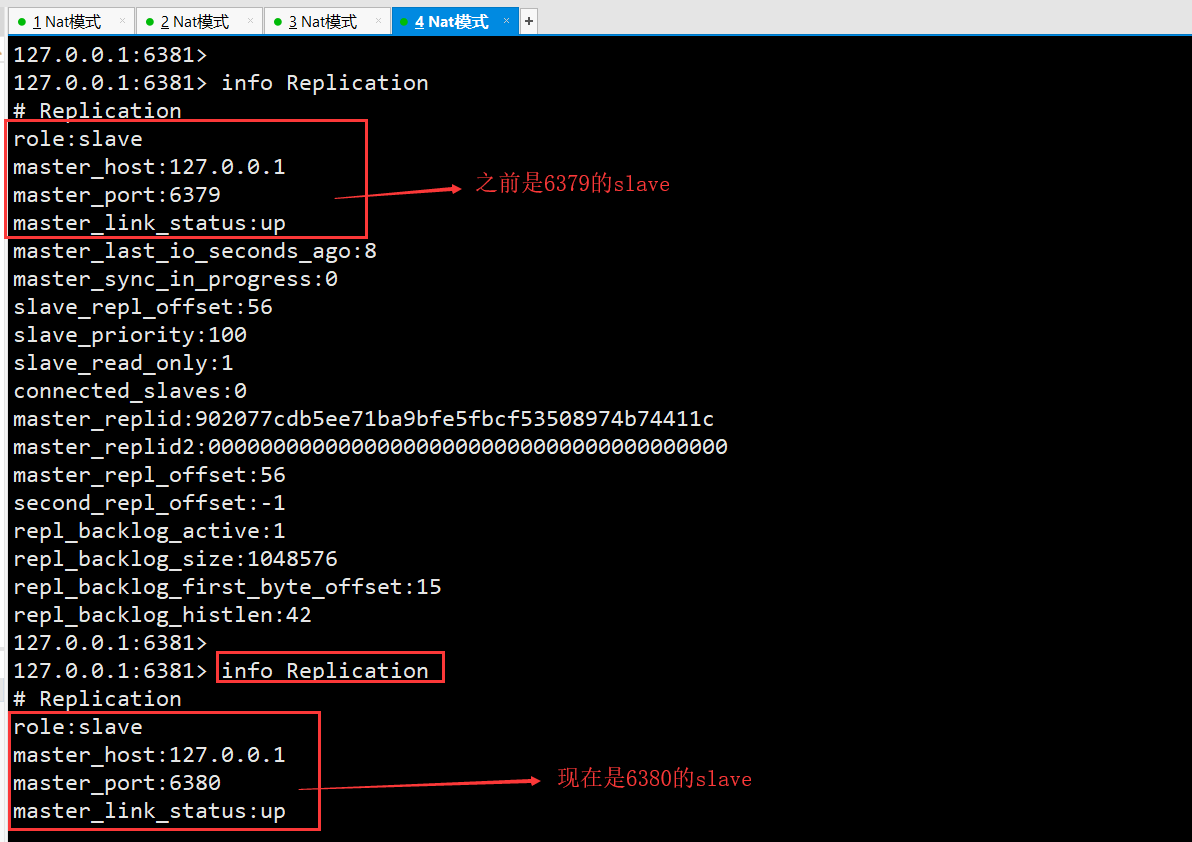 1 Nat模式 × 2 Nat模式 × 3 Nat模式 × 4 Nat模式 × +
127.0.0.1:6381>
127.0.0.1:6381> info Replication
# Replication
role:slave
master_host:127.0.0.1
之前是6379的slave
master_port:6379
master_link_status:up
master_last_io_seconds_ago:8
master_sync_in_progress:0
slave_repl_offset:56
slave_priority:100
slave_read_only:1
connected_slaves:0
master_replid:902077cdb5ee71ba9bfe5fbcf53508974b74411c
master_replid2:0000000000000000000000000000000000000000
master_repl_offset:56
second_repl_offset:-1
repl_backlog_active:1
repl_backlog_size:1048576
repl_backlog_first_byte_offset:15
repl_backlog_histlen:42
127.0.0.1:6381>
127.0.0.1:6381> info Replication
# Replication
role:slave
master_host:127.0.0.1
master_port:6380
现在是6380的slave
master_link_status:up